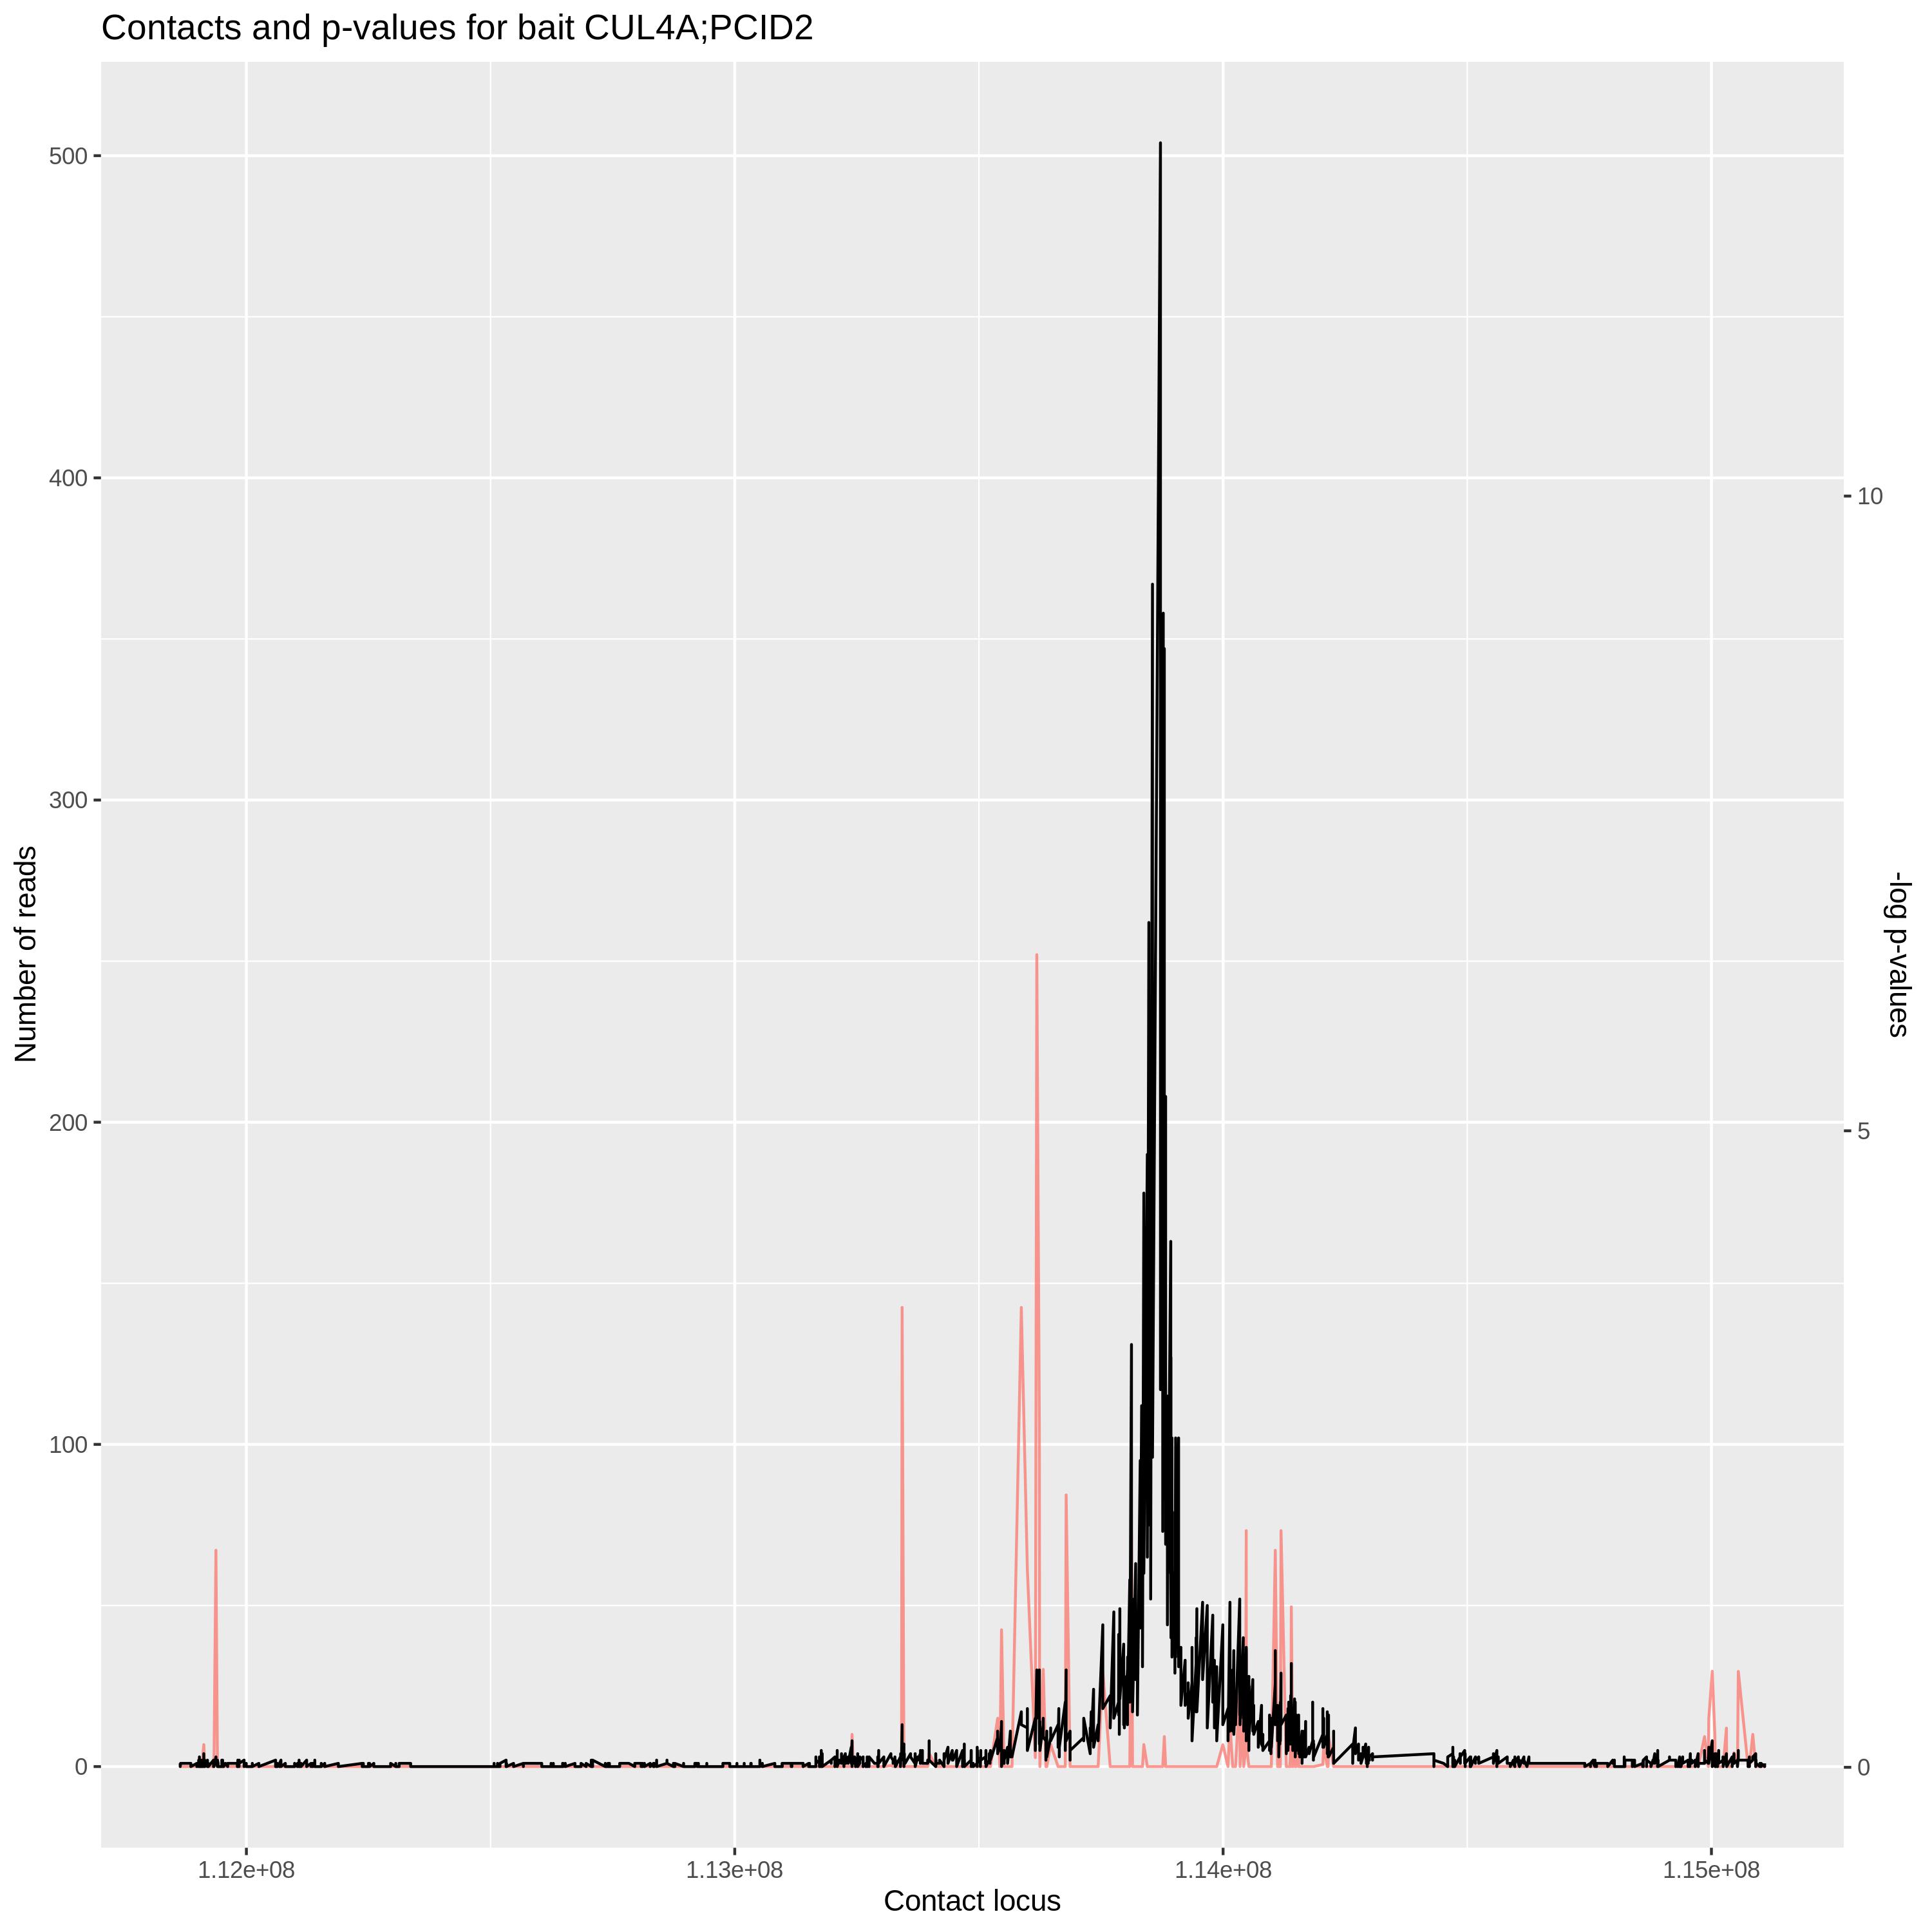 Contacts and p-values for bait CUL4A;PCID2
500
400
300
200
100
0
Number of reads
10
5
0
-log p-values
1.12e+08 1.13e+08 1.14e+08 1.15e+08
Contact locus